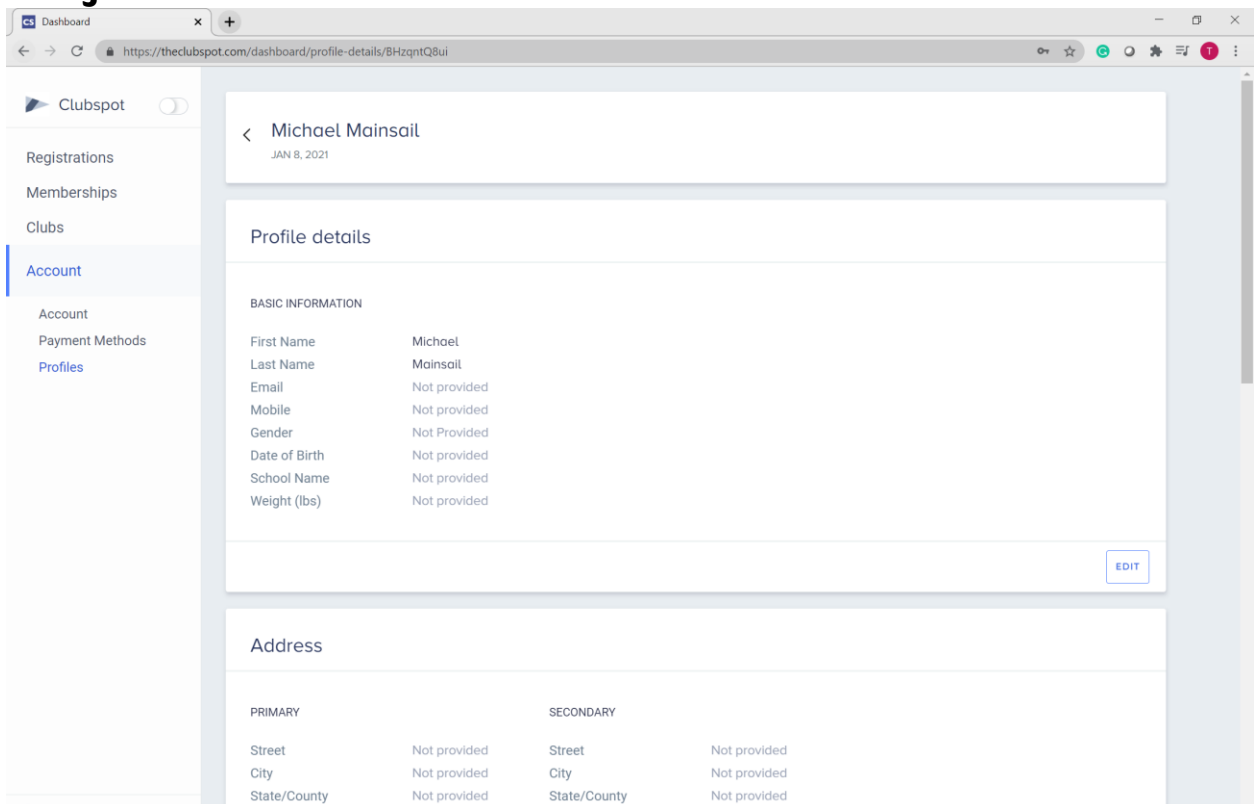 CS Dashboard
https://theclubspot.com/dashboard/profile-details/BHzqntQ8ui
T
Clubspot
Registrations
Memberships
Clubs
Account
Account
Payment Methods
Profiles
Michael Mainsail
JAN 8, 2021
Profile details
BASIC INFORMATION
First Name Michael
Last Name Mainsail
Email Not provided
Mobile Not provided
Gender Not Provided
Date of Birth Not provided
School Name Not provided
Weight (lbs) Not provided
EDIT
Address
PRIMARY SECONDARY
Street Not provided Street Not provided
City Not provided City Not provided
State/County Not provided State/County Not provided